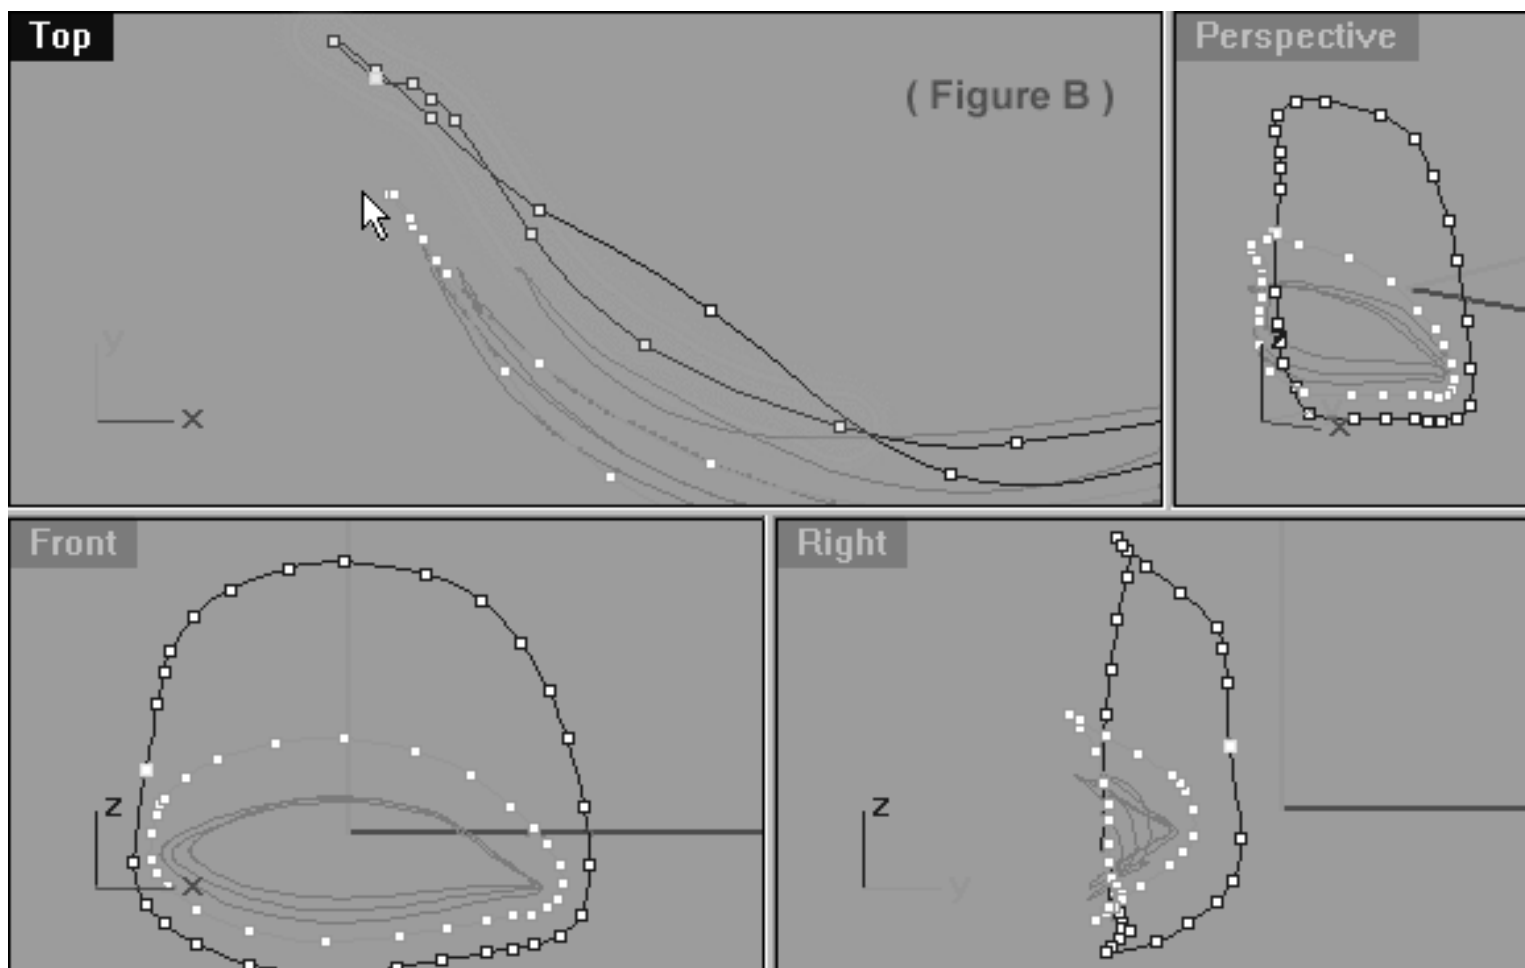 Top
Perspective
( Figure B )
y
x
y
x
Front
Right
z
x
z
y